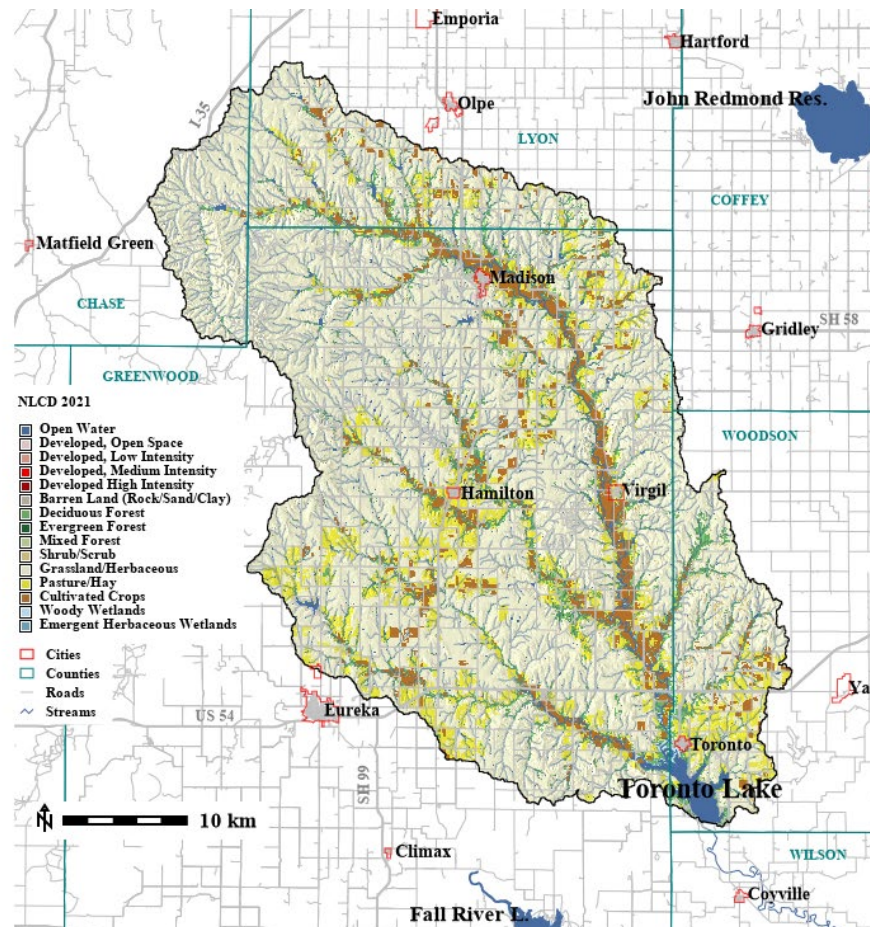 Emporia
Hartford
Olpe
John Redmond Res.
I-35
LYON
COFFEY
Matfield Green
Madison
CHASE
SH 58
Gridley
GREENWOOD
NLCD 2021
Open Water
Developed, Open Space
Developed, Low Intensity
Developed, Medium Intensity
Developed High Intensity
Barren Land (Rock/Sand/Clay)
Deciduous Forest
Evergreen Forest
Mixed Forest
Shrub/Scrub
Grassland/Herbaceous
Pasture/Hay
Cultivated Crops
Woody Wetlands
Emergent Herbaceous Wetlands
Cities
Counties
Roads
Streams
WOODSON
Hamilton
Virgil
Ya
Eureka
US 54
Toronto
Toronto Lake
SH 99
N
10 km
Climax
WILSON
Coyville
Fall River L.